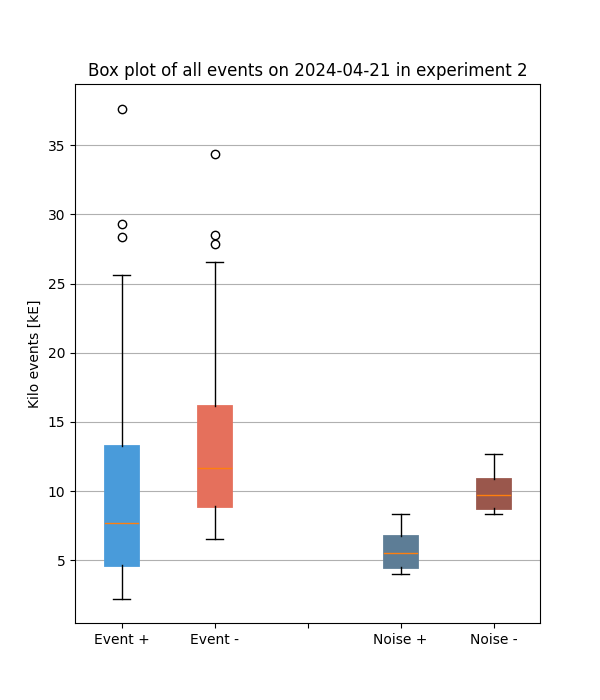 Box plot of all events on 2024-04-21 in experiment 2
Kilo events [kE]
35
30
25
20
15
10
5
Event +
Event -
Noise +
Noise -